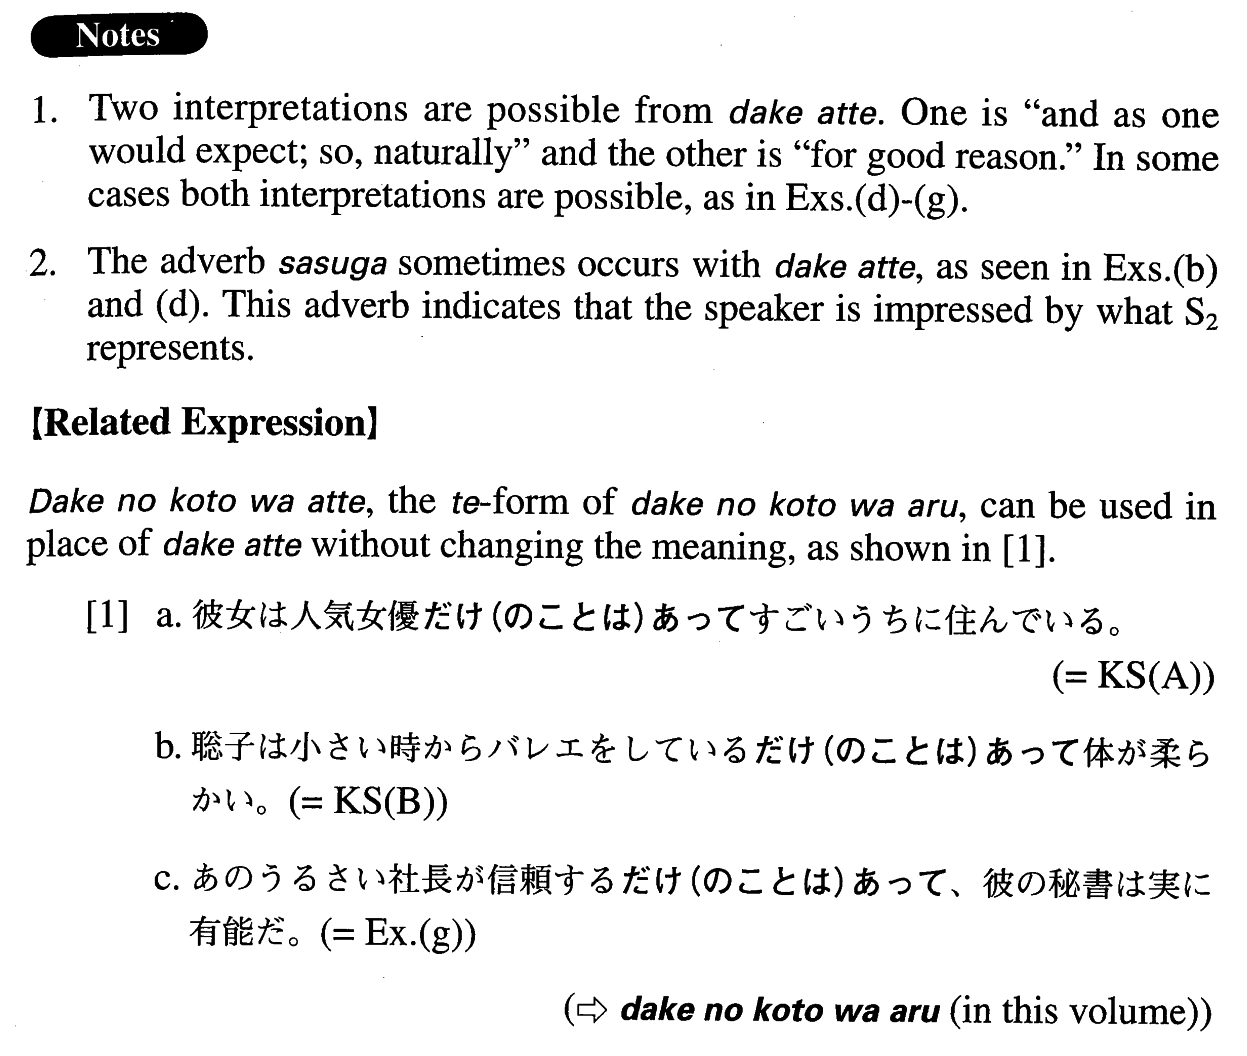 Notes
1. Two interpretations are possible from dake atte. One is “and as one
would expect; so, naturally” and the other is “for good reason.” In some
cases both interpretations are possible, as in Exs.(d)-(g).
2. The adverb sasuga sometimes occurs with dake atte, as seen in Exs.(b)
and (d). This adverb indicates that the speaker is impressed by what S₂
represents.
【Related Expression】
Dake no koto wa atte, the te-form of dake no koto wa aru, can be used in
place of dake atte without changing the meaning, as shown in [1].
[1] a. 彼女は人気女優だけ(のことは)あってすごいうちに住んでいる。
(= KS(A))
b. 聡子は小さい時からバレエをしているだけ(のことは)あって体が柔ら
かい。(= KS(B))
c. あのうるさい社長が信頼するだけ(のことは)あって、彼の秘書は実に
有能だ。(= Ex.(g))
(⇨ dake no koto wa aru (in this volume))